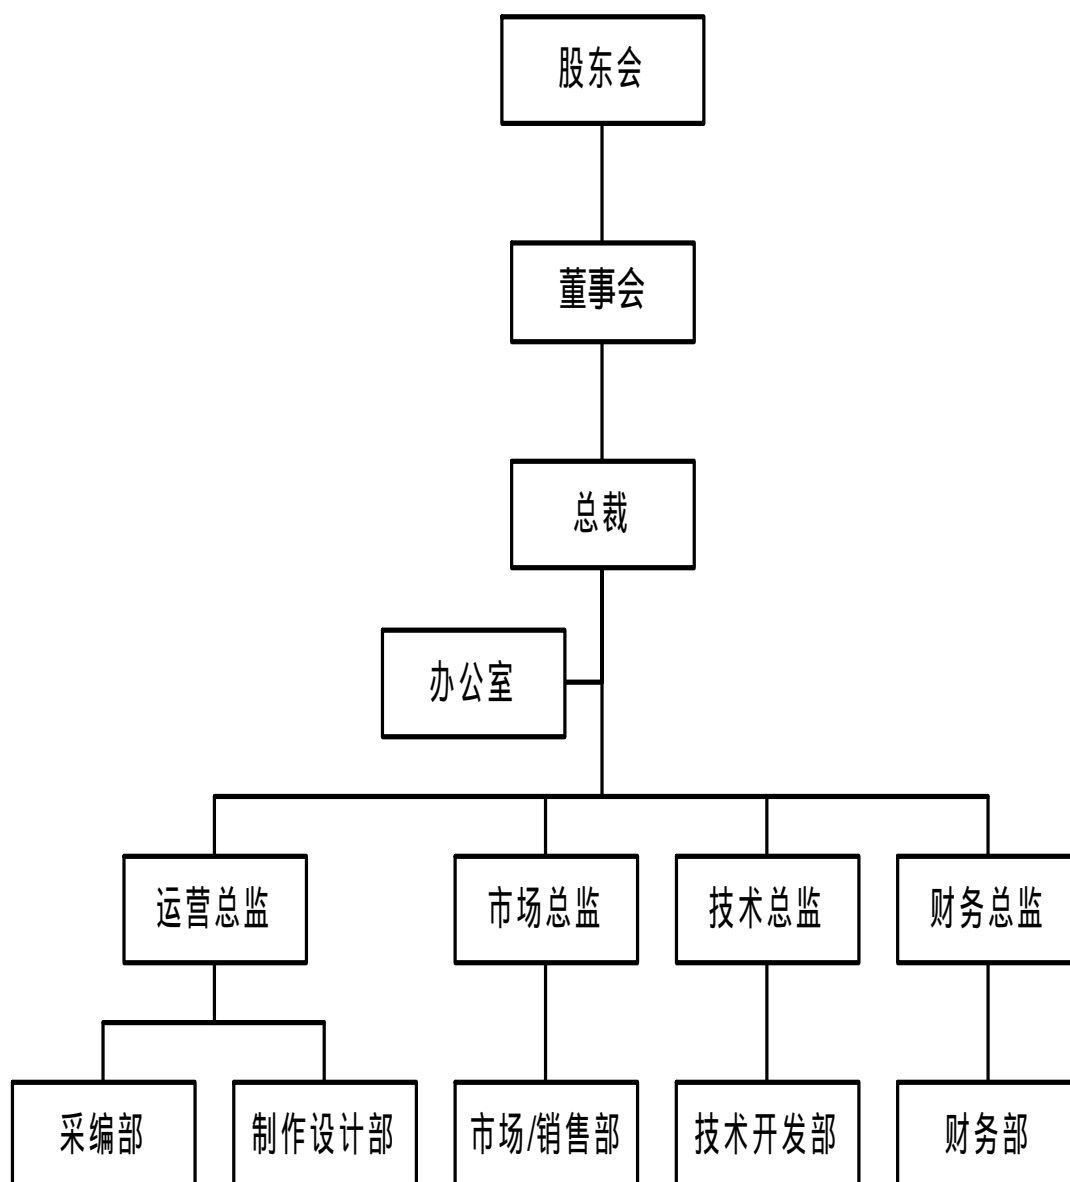 股东会
董事会
总裁
办公室
运营总监
市场总监
技术总监
财务总监
采编部
制作设计部
市场/销售部
技术开发部
财务部